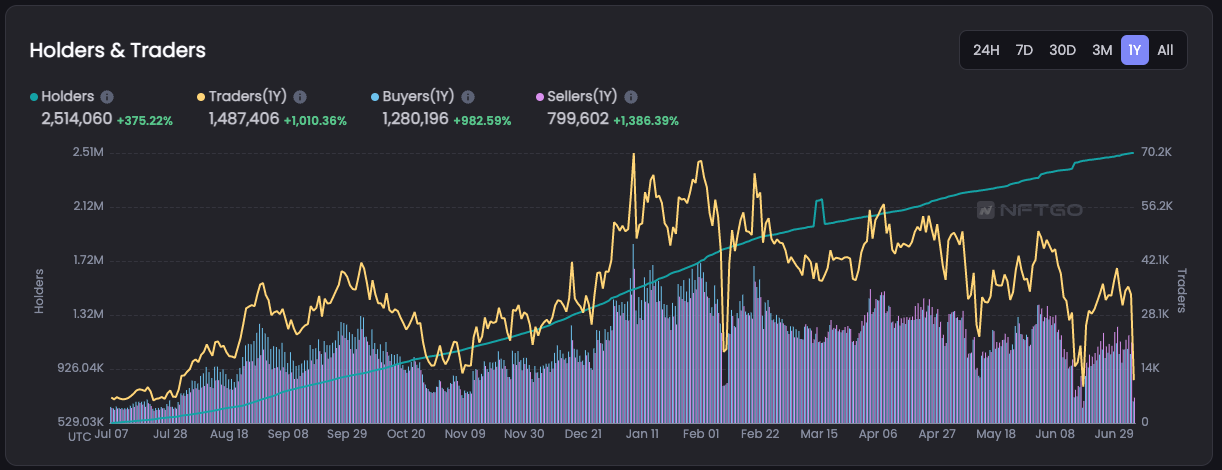 Holders & Traders
24H 7D 30D 3M 1Y All
Holders Traders(1Y) Buyers(1Y) Sellers(1Y)
2,514,060 +375.22% 1,487,406 +1,010.36% 1,280,196 +982.59% 799,602 +1,386.39%
2.51M 70.2K
2.12M 56.2K
NFTGO
1.72M 42.1K
Holders Traders
1.32M 28.1K
926.04K 14K
529.03K 0
UTC Jul 07 Jul 28 Aug 18 Sep 08 Sep 29 Oct 20 Nov 09 Nov 30 Dec 21 Jan 11 Feb 01 Feb 22 Mar 15 Apr 06 Apr 27 May 18 Jun 08 Jun 29